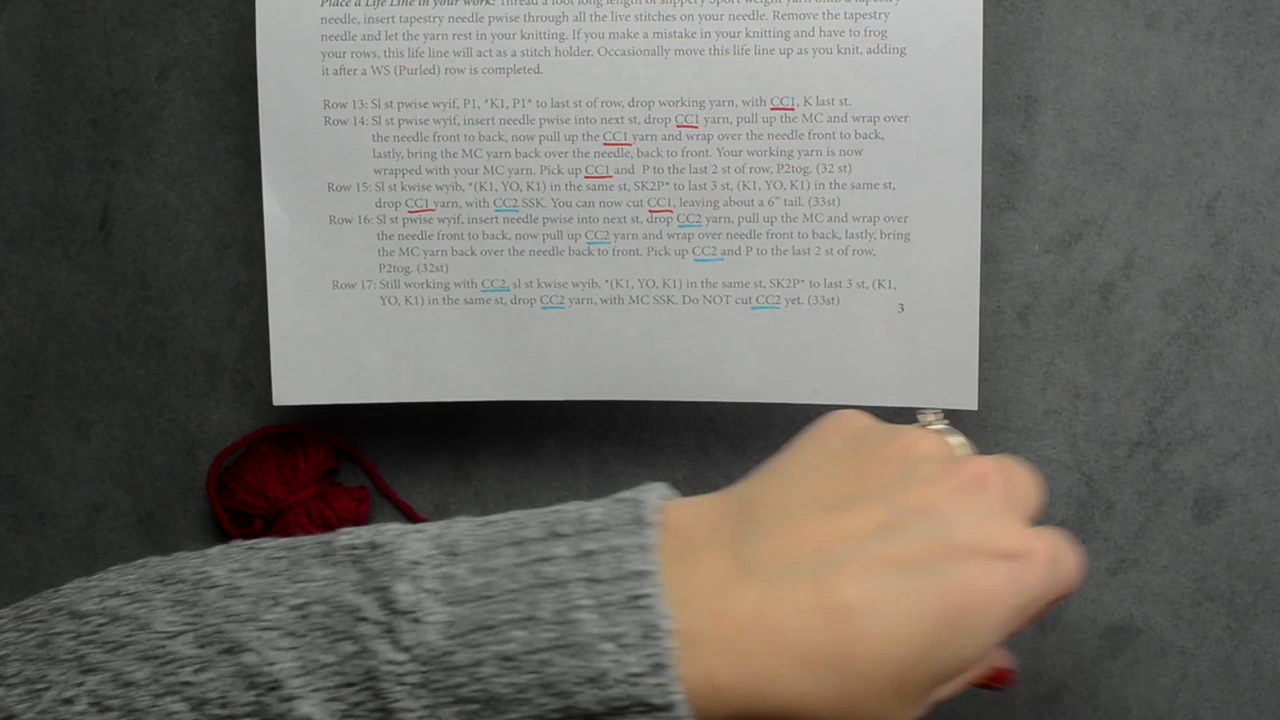 Place a Life Line in your work: Thread a foot long length of slippery Sport weight yarn onto a tapestry
needle, insert tapestry needle pwise through all the live stitches on your needle. Remove the tapestry
needle and let the yarn rest in your knitting. If you make a mistake in your knitting and have to frog
your rows, this life line will act as a stitch holder. Occasionally move this life line up as you knit, adding
it after a WS (Purled) row is completed.
Row 13: Sl st pwise wyif, P1, *K1, P1* to last st of row, drop working yarn, with CC1, K last st.
Row 14: Sl st pwise wyif, insert needle pwise into next st, drop CC1 yarn, pull up the MC and wrap over
the needle front to back, now pull up the CC1 yarn and wrap over the needle front to back,
lastly, bring the MC yarn back over the needle, back to front. Your working yarn is now
wrapped with your MC yarn. Pick up CC1 and P to the last 2 st of row, P2tog. (32 st)
Row 15: Sl st kwise wyib, *(K1, YO, K1) in the same st, SK2P* to last 3 st, (K1, YO, K1) in the same st,
drop CC1 yarn, with CC2 SSK. You can now cut CC1, leaving about a 6” tail. (33st)
Row 16: Sl st pwise wyif, insert needle pwise into next st, drop CC2 yarn, pull up the MC and wrap over
the needle front to back, now pull up CC2 yarn and wrap over needle front to back, lastly, bring
the MC yarn back over the needle back to front. Pick up CC2 and P to the last 2 st of row,
P2tog. (32st)
Row 17: Still working with CC2, sl st kwise wyib, *(K1, YO, K1) in the same st, SK2P* to last 3 st, (K1,
YO, K1) in the same st, drop CC2 yarn, with MC SSK. Do NOT cut CC2 yet. (33st)
3